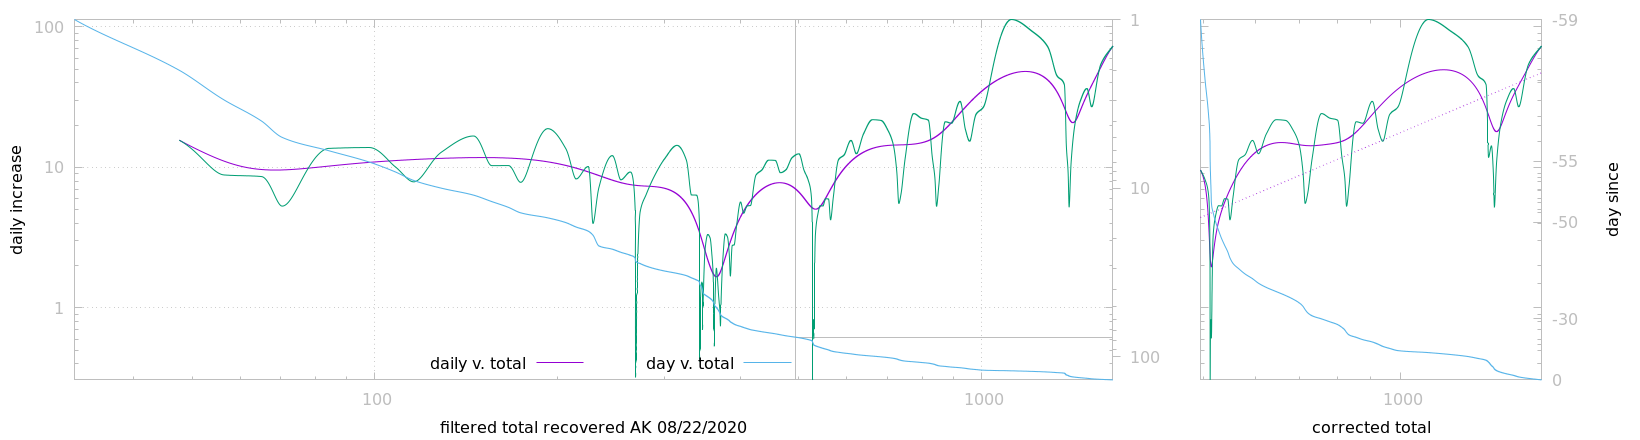 100
10
1
daily increase
100
1000
filtered total recovered AK 08/22/2020
daily v. total
day v. total
1
10
100
1000
corrected total
-59
-55
-50
-30
0
day since